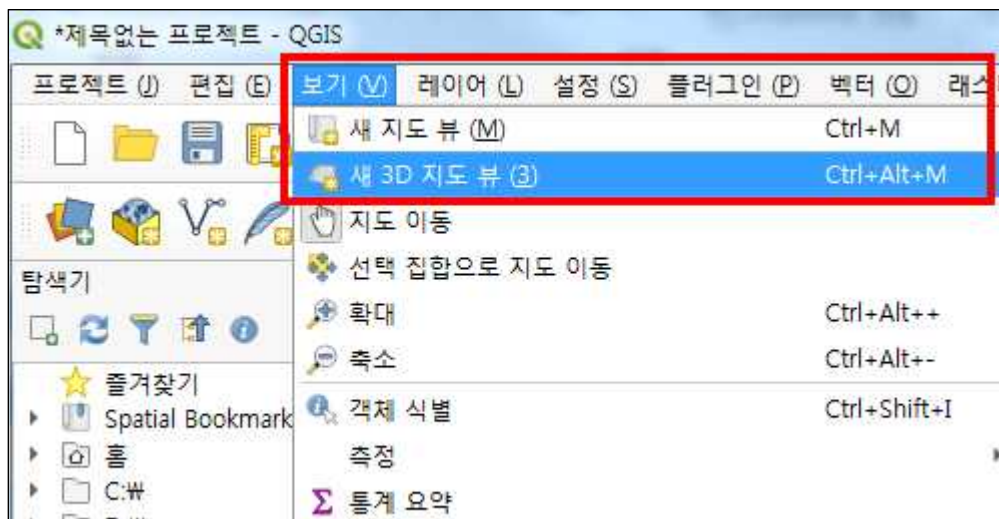 *제목없는 프로젝트 - QGIS
프로젝트 (J) 편집 (E) 보기 (V) 레이어 (L) 설정 (S) 플러그인 (P) 벡터 (O) 래스
새 지도 뷰 (M) Ctrl+M
새 3D 지도 뷰 (3) Ctrl+Alt+M
지도 이동
선택 집합으로 지도 이동
탐색기
확대 Ctrl+Alt++
축소 Ctrl+Alt+-
즐겨찾기
Spatial Bookmark
객체 식별 Ctrl+Shift+I
홈
측정
C:₩
통계 요약